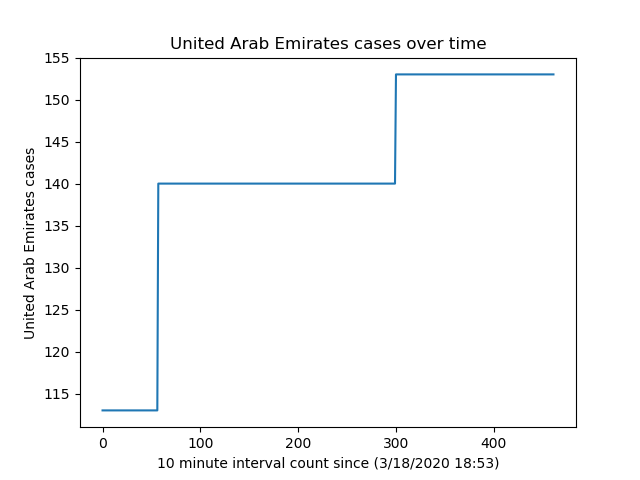 United Arab Emirates cases over time
155
150
145
140
135
130
125
120
115
United Arab Emirates cases
0 100 200 300 400
10 minute interval count since (3/18/2020 18:53)